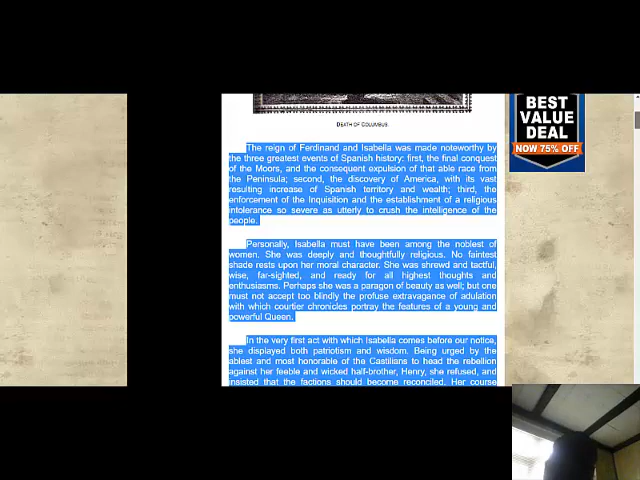 DEATH OF COLUMBUS
BEST
VALUE
DEAL
NOW 75% OFF
The reign of Ferdinand and Isabella was made noteworthy by
the three greatest events of Spanish history: first, the final conquest
of the Moors, and the consequent expulsion of that able race from
the Peninsula; second, the discovery of America, with its vast
resulting increase of Spanish territory and wealth; third, the
enforcement of the Inquisition and the establishment of a religious
intolerance so severe as utterly to crush the intelligence of the
people.
Personally, Isabella must have been among the noblest of
women. She was deeply and thoughtfully religious. No faintest
shade rests upon her moral character. She was shrewd and tactful,
wise, far-sighted, and ready for all highest thoughts and
enthusiasms. Perhaps she was a paragon of beauty as well; but one
must not accept too blindly the profuse extravagance of adulation
with which courtier chronicles portray the features of a young and
powerful Queen.
In the very first act with which Isabella comes before our notice,
she displayed both patriotism and wisdom. Being urged by the
ablest and most honorable of the Castilians to head the rebellion
against her feeble and wicked half-brother, Henry, she refused, and
insisted that the factions should become reconciled. Her course